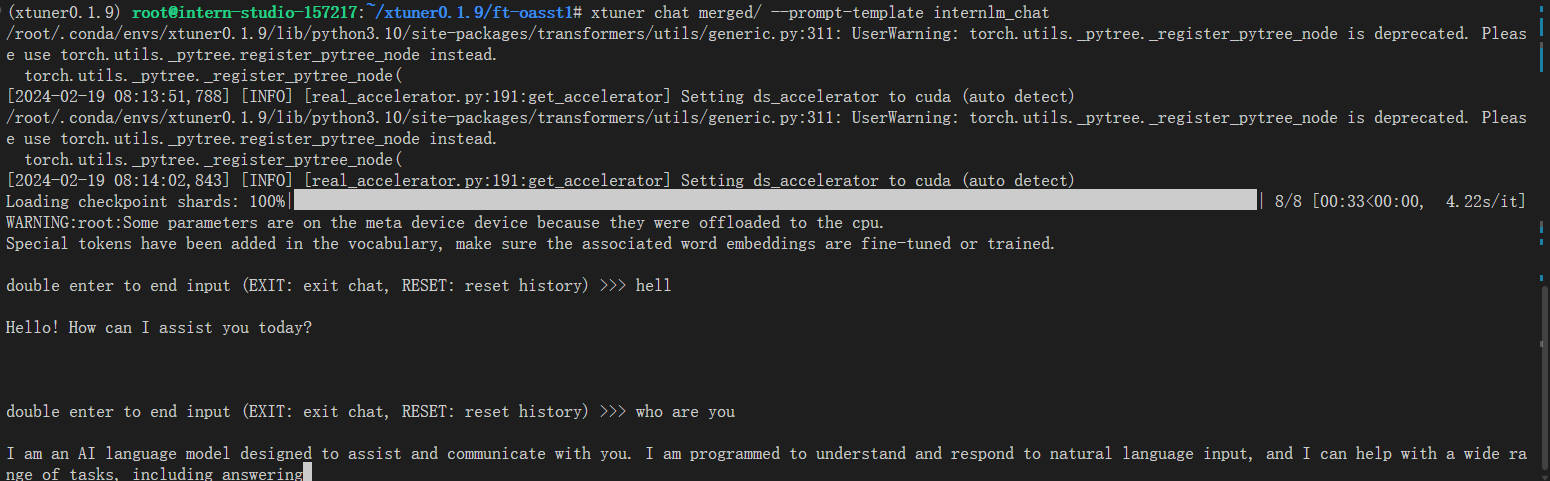 (xtuner0.1.9) root@intern-studio-157217:~/xtuner0.1.9/ft-oasst1# xtuner chat merged/ --prompt-template internlm_chat
/root/.conda/envs/xtuner0.1.9/lib/python3.10/site-packages/transformers/utils/generic.py:311: UserWarning: torch.utils._pytree._register_pytree_node is deprecated. Pleas
e use torch.utils._pytree.register_pytree_node instead.
  torch.utils._pytree._register_pytree_node(
[2024-02-19 08:13:51,788] [INFO] [real_accelerator.py:191:get_accelerator] Setting ds_accelerator to cuda (auto detect)
/root/.conda/envs/xtuner0.1.9/lib/python3.10/site-packages/transformers/utils/generic.py:311: UserWarning: torch.utils._pytree._register_pytree_node is deprecated. Pleas
e use torch.utils._pytree.register_pytree_node instead.
  torch.utils._pytree._register_pytree_node(
[2024-02-19 08:14:02,843] [INFO] [real_accelerator.py:191:get_accelerator] Setting ds_accelerator to cuda (auto detect)
Loading checkpoint shards: 100%| | 8/8 [00:33<00:00,  4.22s/it]
WARNING:root:Some parameters are on the meta device device because they were offloaded to the cpu.
Special tokens have been added in the vocabulary, make sure the associated word embeddings are fine-tuned or trained.
double enter to end input (EXIT: exit chat, RESET: reset history) >>> hell
Hello! How can I assist you today?
double enter to end input (EXIT: exit chat, RESET: reset history) >>> who are you
I am an AI language model designed to assist and communicate with you. I am programmed to understand and respond to natural language input, and I can help with a wide ra
nge of tasks, including answering